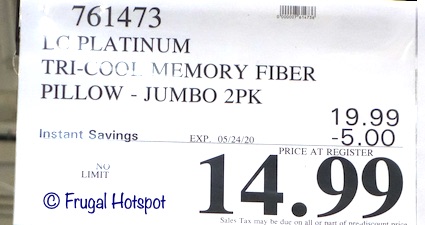 761473
LC PLATINUM
TRI-COOL MEMORY FIBER
PILLOW - JUMBO 2PK
19.99
Instant Savings EXP. 05/24/20 -5.00
PRICE AT REGISTER
NO
LIMIT
14.99
© Frugal Hotspot
Sales Tax may be due on all or part of pre-discount price